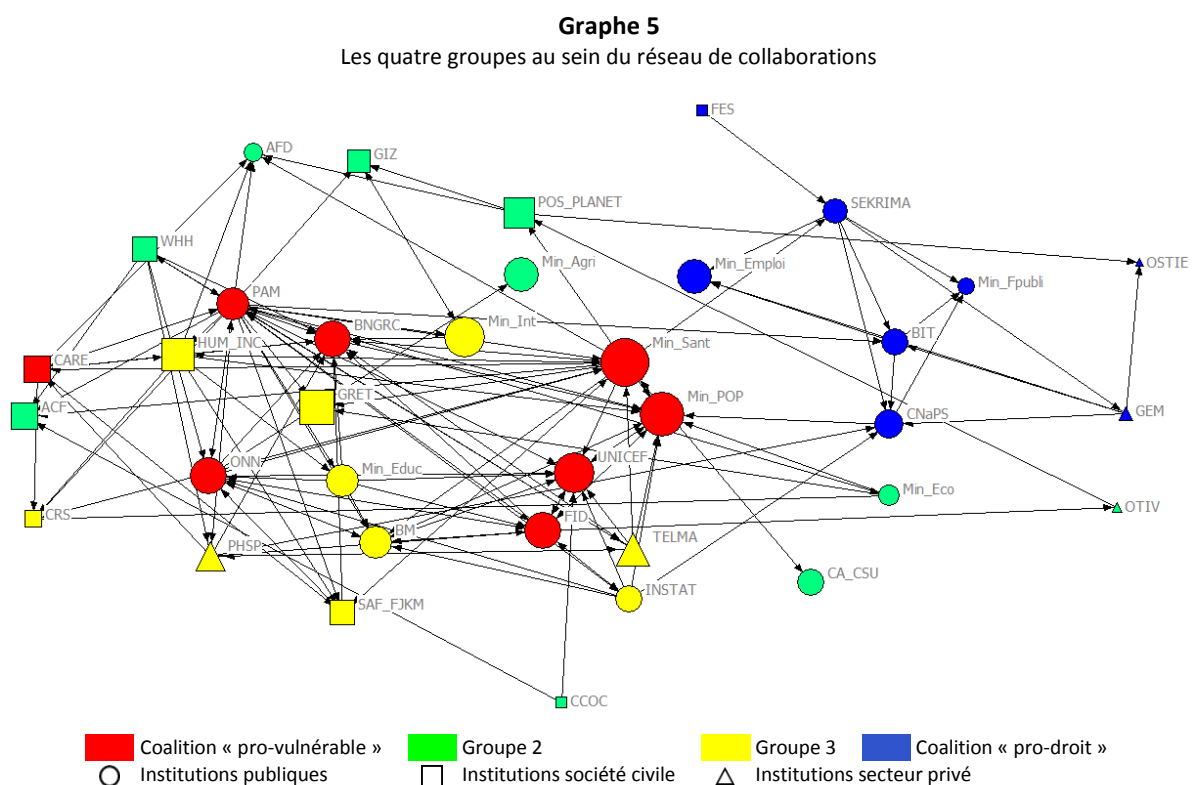 Graphe 5
Les quatre groupes au sein du réseau de collaborations
FES
AFD
GIZ
POS_PLANET
SEKRIMA
WHH
Min_Agri
Min_Emploi
OSTIE
Min_Fpubli
PAM
BNGRC
Min_Int
BIT
HUM_INC
Min_Sant
CARE
GRET
Min_POP
ACF
CNaPS
GEM
ONN
Min_Educ
UNICEF
Min_Eco
CRS
FID
OTIV
PHSP
BM
TELMA
CA_CSU
SAF_FJKM
INSTAT
CCOC
Coalition « pro-vulnérable » Groupe 2 Groupe 3 Coalition « pro-droit »
Institutions publiques Institutions société civile Institutions secteur privé